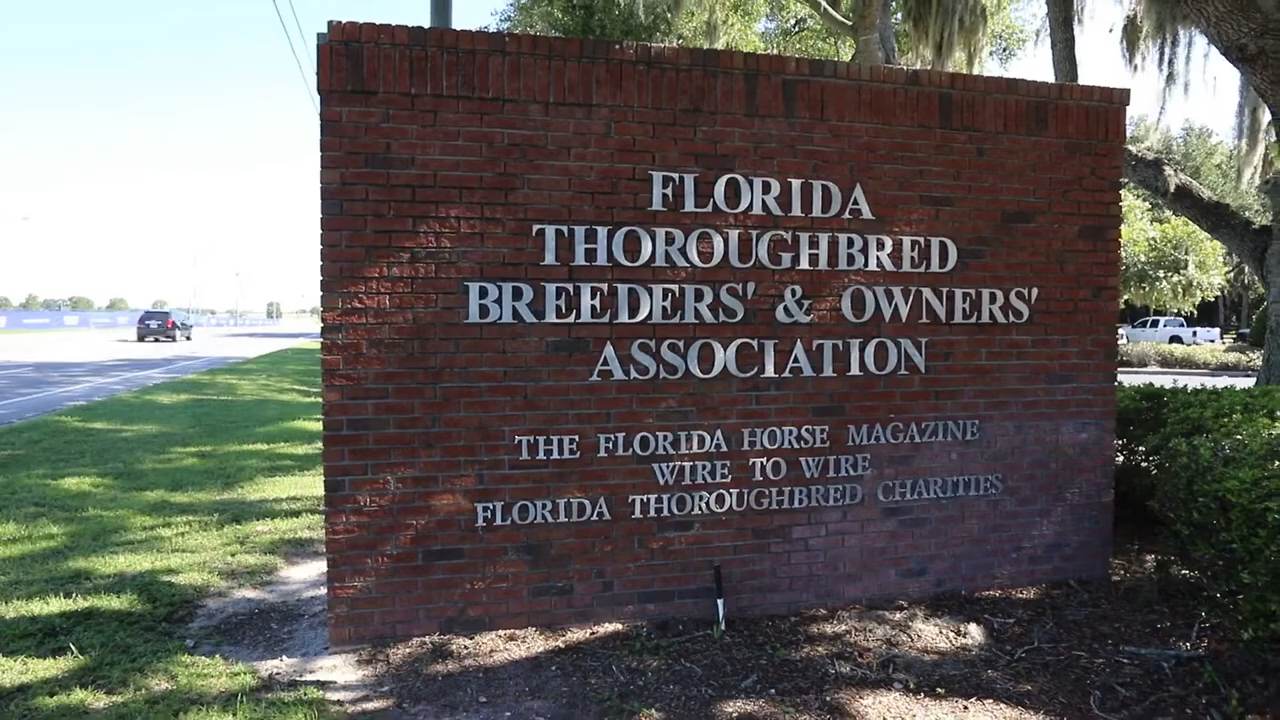 FLORIDA
THOROUGHBRED
BREEDERS' & OWNERS'
ASSOCIATION
THE FLORIDA HORSE MAGAZINE
WIRE TO WIRE
FLORIDA THOROUGHBRED CHARITIES